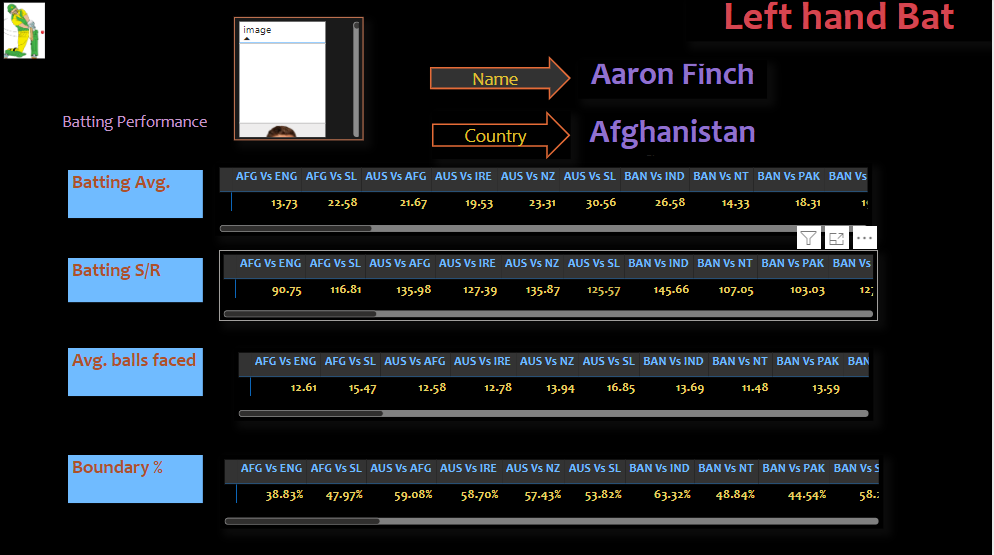 Left hand Bat
image
Name
Aaron Finch
Batting Performance
Country
Afghanistan
Batting Avg.
AFG Vs ENG AFG Vs SL AUS Vs AFG AUS Vs IRE AUS Vs NZ AUS Vs SL BAN Vs IND BAN Vs NT BAN Vs PAK BAN Vs
13.73 22.58 21.67 19.53 23.31 30.56 26.58 14.33 18.31
Batting S/R
AFG Vs ENG AFG Vs SL AUS Vs AFG AUS Vs IRE AUS Vs NZ AUS Vs SL BAN Vs IND BAN Vs NT BAN Vs PAK BAN Vs
90.75 116.81 135.98 127.39 135.87 125.57 145.66 107.05 103.03
Avg. balls faced
AFG Vs ENG AFG Vs SL AUS Vs AFG AUS Vs IRE AUS Vs NZ AUS Vs SL BAN Vs IND BAN Vs NT BAN Vs PAK BAN
12.61 15.47 12.58 12.78 13.94 16.85 13.69 11.48 13.59
Boundary %
AFG Vs ENG AFG Vs SL AUS Vs AFG AUS Vs IRE AUS Vs NZ AUS Vs SL BAN Vs IND BAN Vs NT BAN Vs PAK BAN Vs S
38.83% 47.97% 59.08% 58.70% 57.43% 53.82% 63.32% 48.84% 44.54%